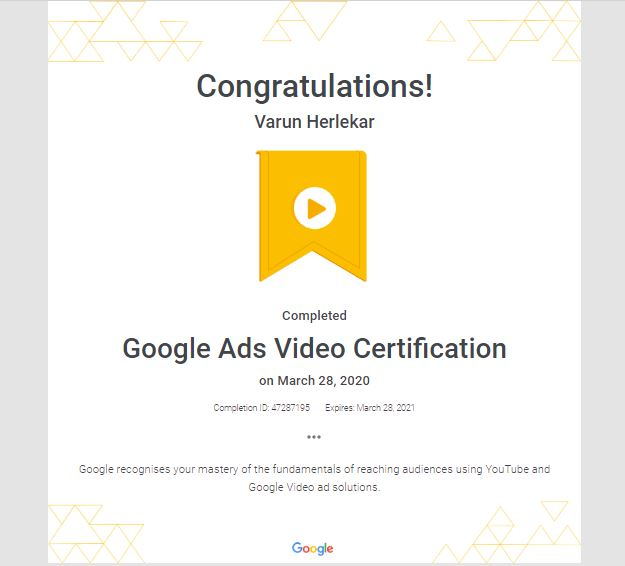 Congratulations!
Varun Herlekar
Completed
Google Ads Video Certification
on March 28, 2020
Completion ID: 47287195 Expires: March 28, 2021
•••
Google recognises your mastery of the fundamentals of reaching audiences using YouTube and
Google Video ad solutions.
Google